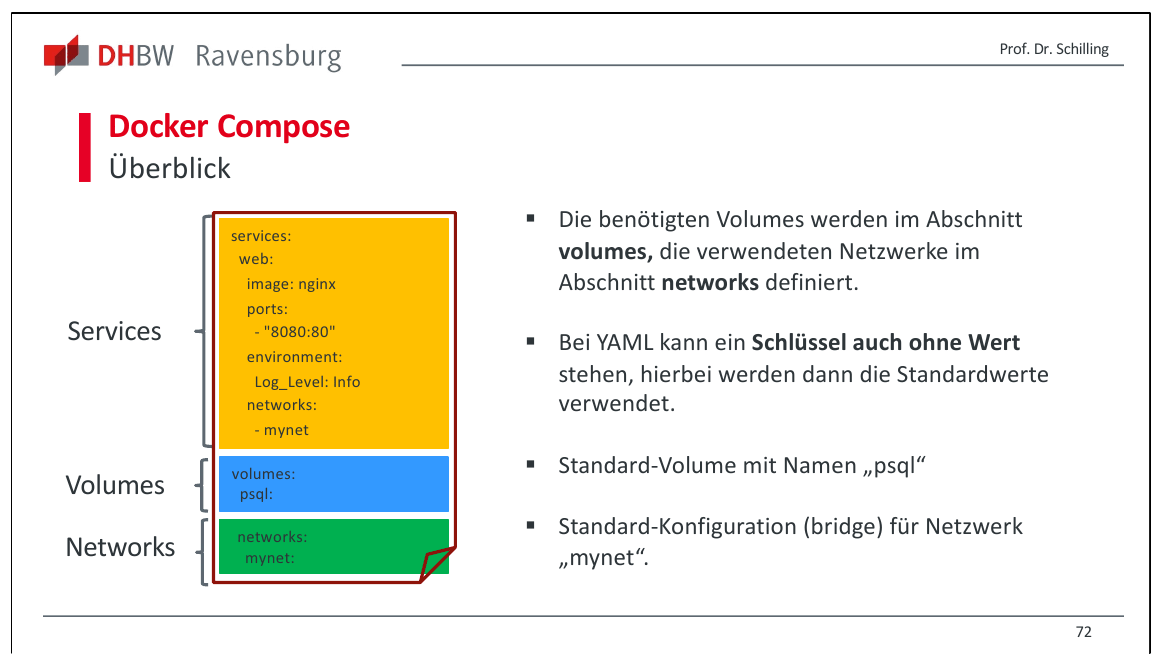 DHBW Ravensburg
Prof. Dr. Schilling
Docker Compose
Überblick
Services
services:
web:
image: nginx
ports:
- "8080:80"
environment:
Log_Level: Info
networks:
- mynet
Volumes
volumes:
psql:
Networks
networks:
mynet:
▪ Die benötigten Volumes werden im Abschnitt
volumes, die verwendeten Netzwerke im
Abschnitt networks definiert.
▪ Bei YAML kann ein Schlüssel auch ohne Wert
stehen, hierbei werden dann die Standardwerte
verwendet.
▪ Standard-Volume mit Namen „psql“
▪ Standard-Konfiguration (bridge) für Netzwerk
„mynet“.
72